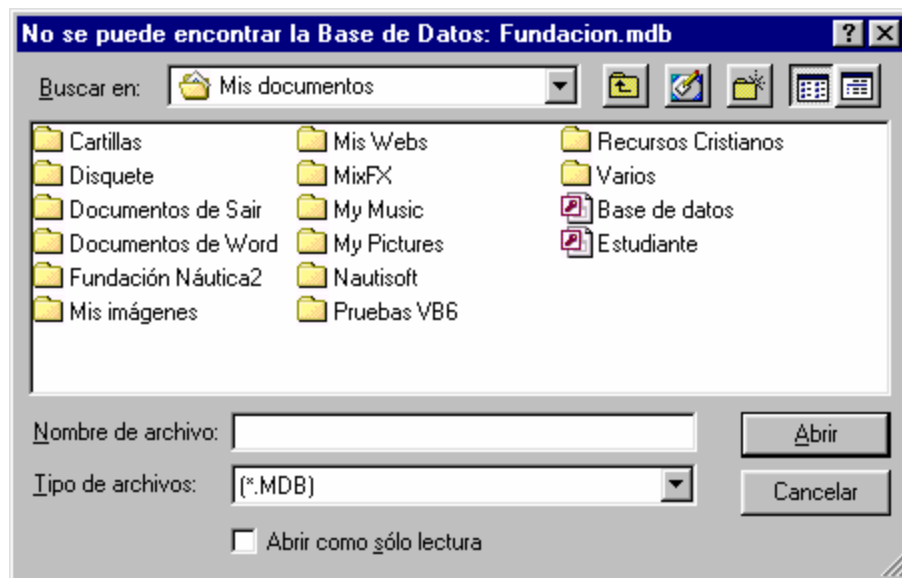 No se puede encontrar la Base de Datos: Fundacion.mdb
Buscar en: Mis documentos
Cartillas Mis Webs Recursos Cristianos
Disquete MixFX Varios
Documentos de Sair My Music Base de datos
Documentos de Word My Pictures Estudiante
Fundación Náutica2 Nautisoft
Mis imágenes Pruebas VB6
Nombre de archivo: Abrir
Tipo de archivos: (*.MDB) Cancelar
Abrir como sólo lectura